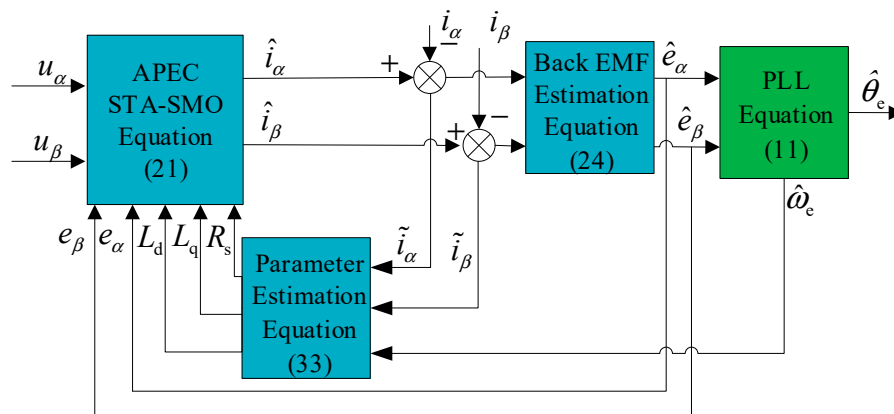 i_α
i_β
u_α
u_β
APEC
STA-SMO
Equation
(21)
î_α
î_β
+
−
+
−
Back EMF
Estimation
Equation
(24)
ê_α
ê_β
PLL
Equation
(11)
θ̂_e
ω̂_e
e_β e_α L_d L_q R_s
Parameter
Estimation
Equation
(33)
ĩ_α
ĩ_β